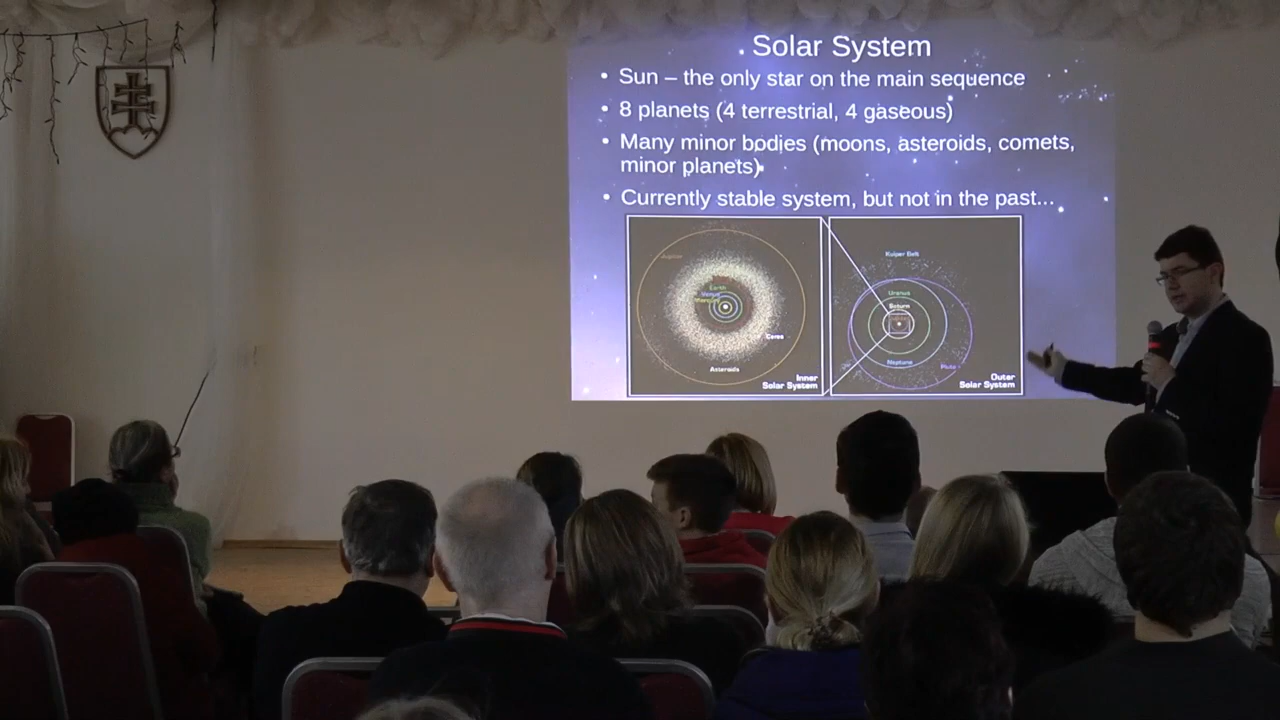 Solar System
• Sun – the only star on the main sequence
• 8 planets (4 terrestrial, 4 gaseous)
• Many minor bodies (moons, asteroids, comets,
minor planets)
• Currently stable system, but not in the past...
Jupiter
Earth
Venus
Mercury
Ceres
Asteroids
Inner
Solar System
Kuiper Belt
Uranus
Saturn
Neptune
Pluto
Outer
Solar System